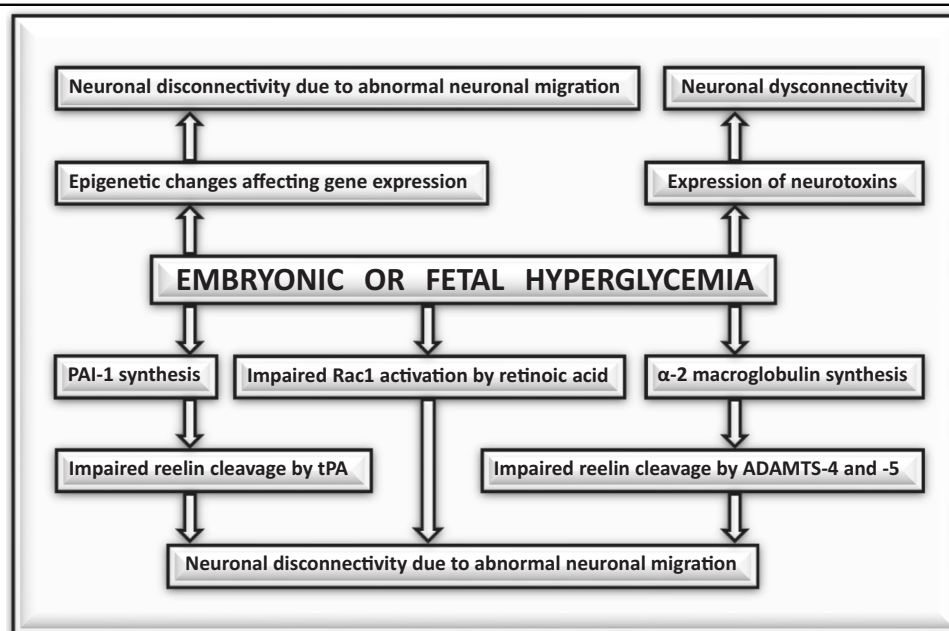 Neuronal disconnectivity due to abnormal neuronal migration
Neuronal dysconnectivity
Epigenetic changes affecting gene expression
Expression of neurotoxins
EMBRYONIC OR FETAL HYPERGLYCEMIA
PAI-1 synthesis
Impaired Rac1 activation by retinoic acid
α-2 macroglobulin synthesis
Impaired reelin cleavage by tPA
Impaired reelin cleavage by ADAMTS-4 and -5
Neuronal disconnectivity due to abnormal neuronal migration